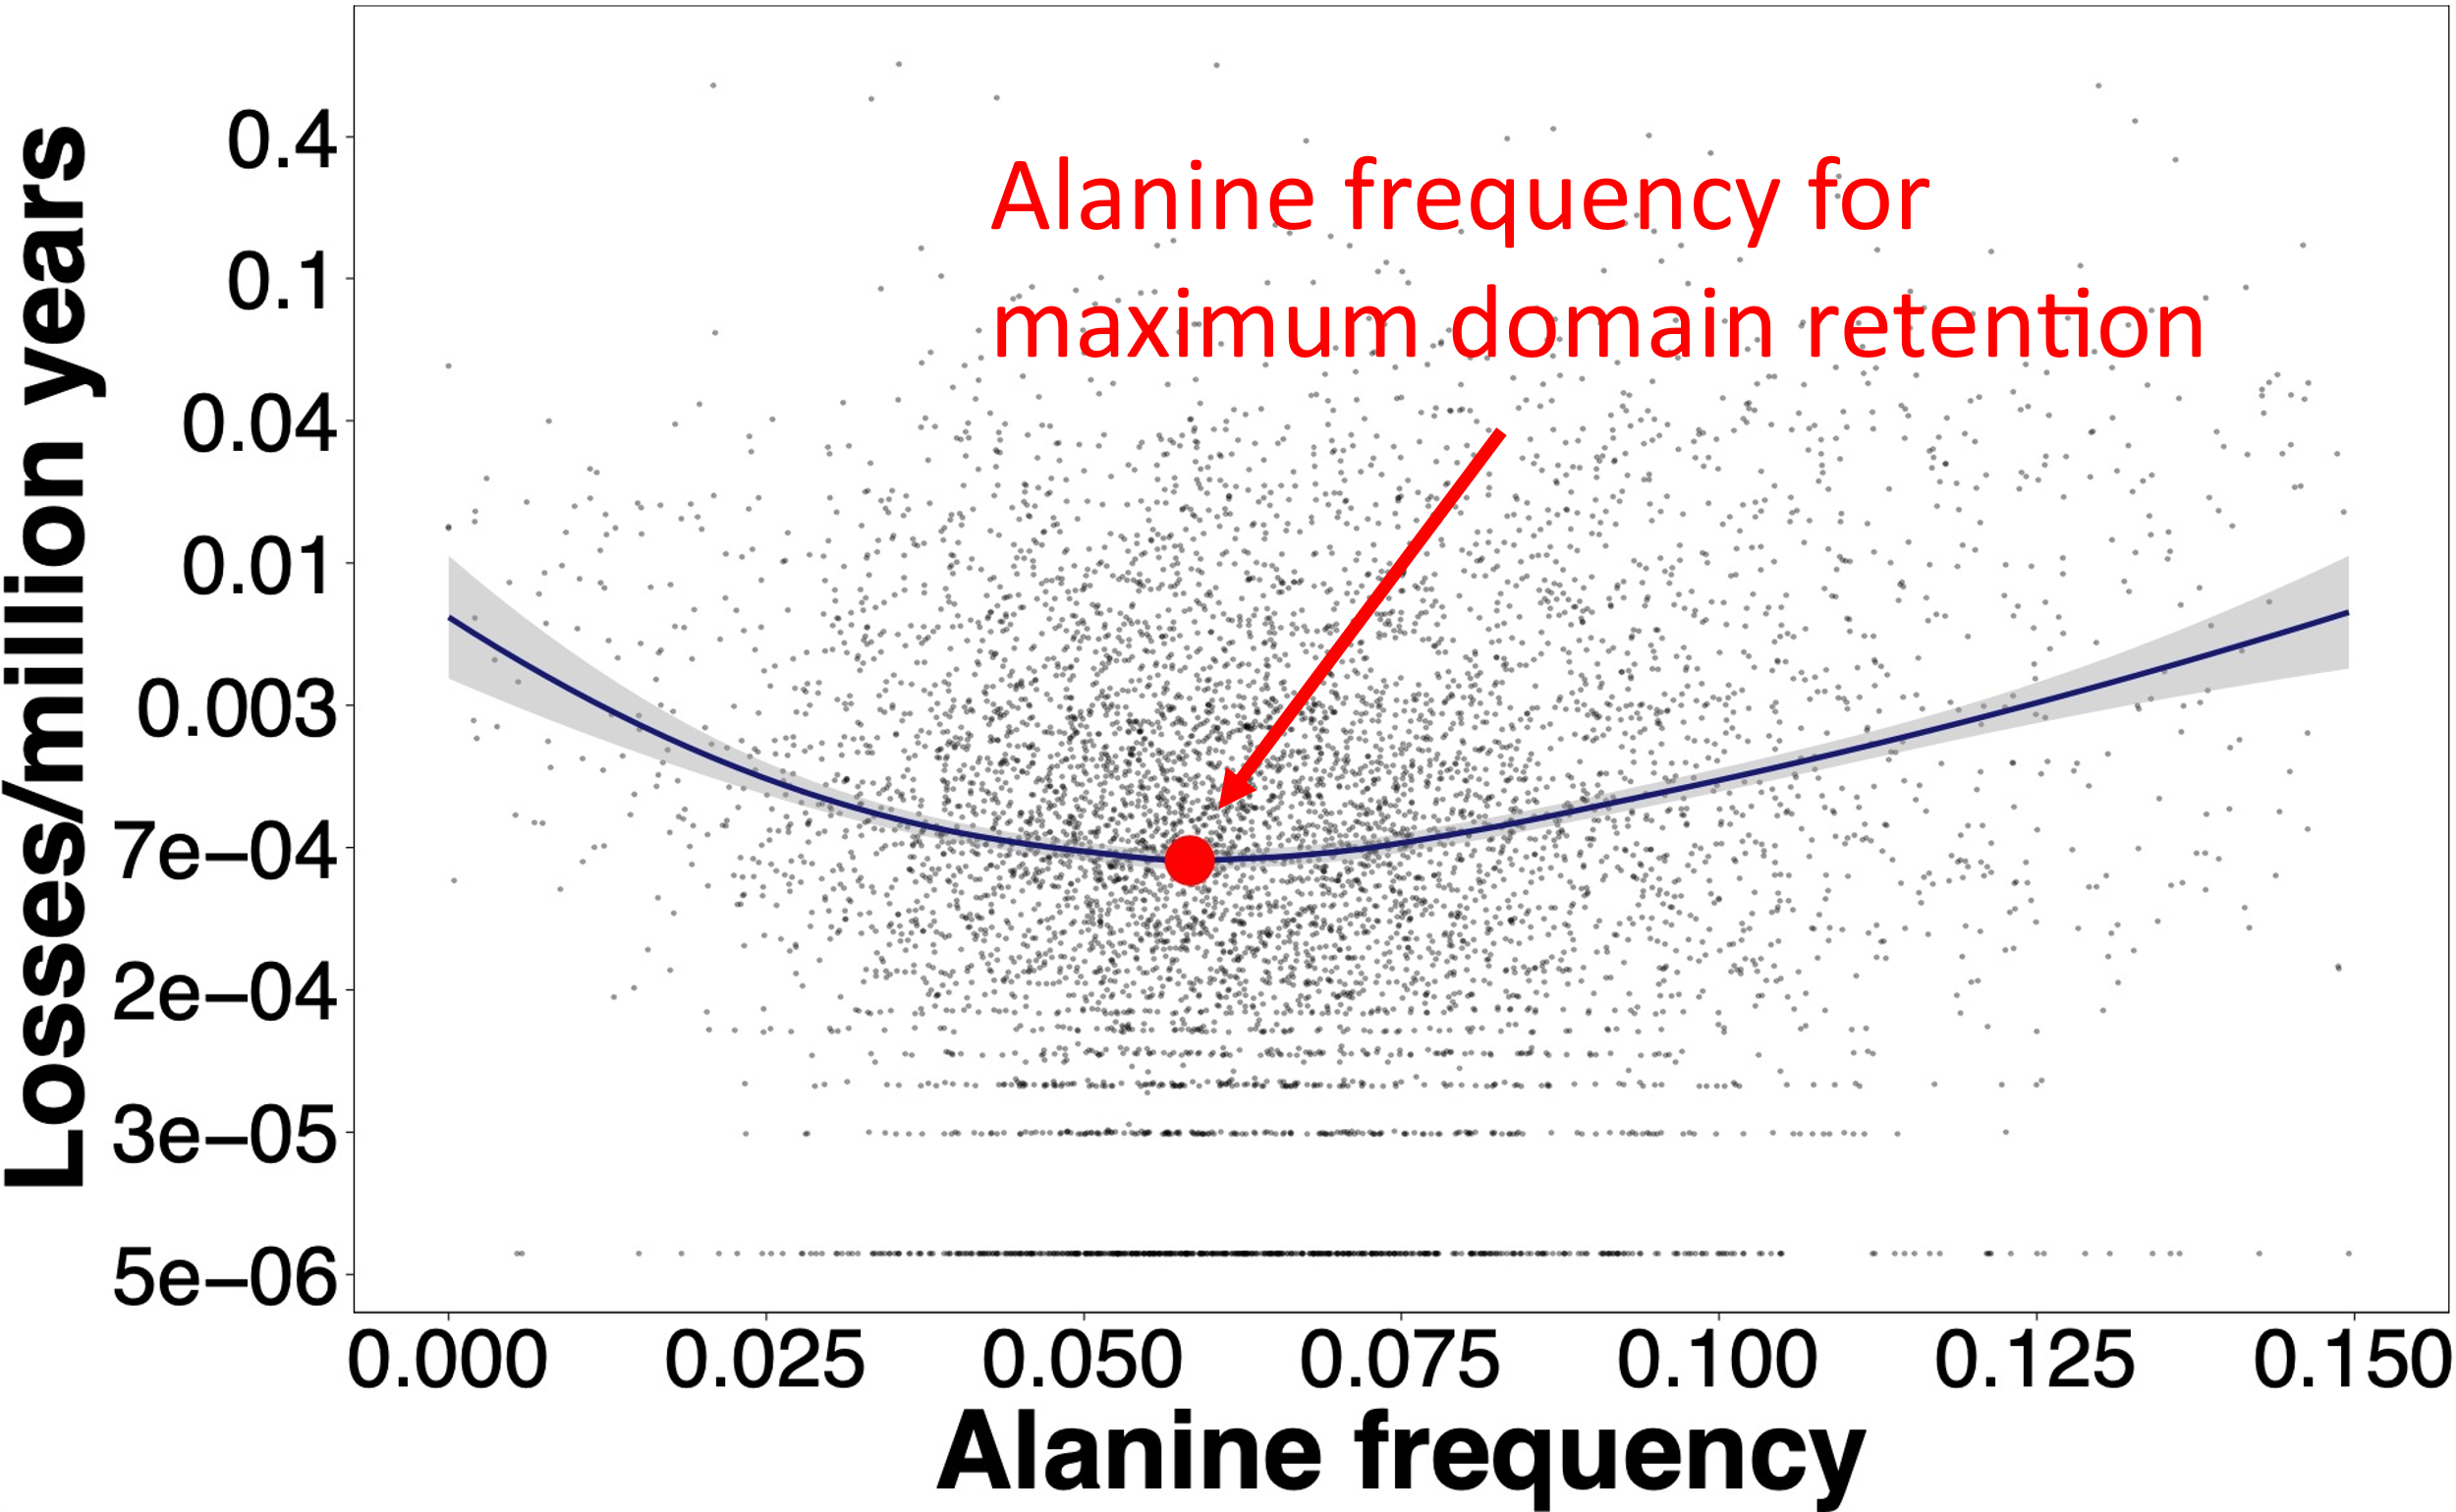 Losses/million years
0.4
0.1
0.04
0.01
0.003
7e−04
2e−04
3e−05
5e−06
Alanine frequency for
maximum domain retention
0.000 0.025 0.050 0.075 0.100 0.125 0.150
Alanine frequency